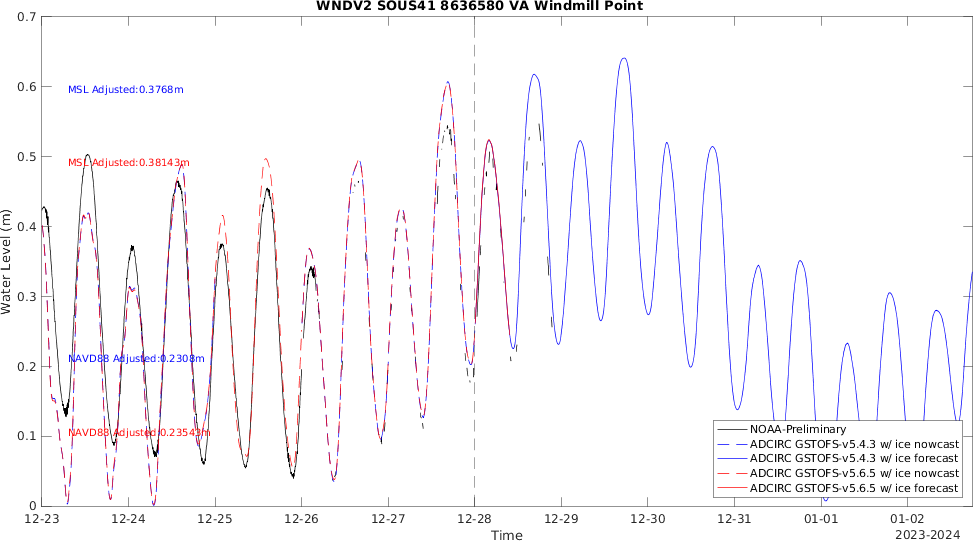 WNDV2 SOUS41 8636580 VA Windmill Point
Water Level (m)
0.7
0.6
0.5
0.4
0.3
0.2
0.1
0
MSL Adjusted:0.3768m
MSL Adjusted:0.38143m
NAVD88 Adjusted:0.2308m
NAVD88 Adjusted:0.23543m
NOAA-Preliminary
ADCIRC GSTOFS-v5.4.3 w/ ice nowcast
ADCIRC GSTOFS-v5.4.3 w/ ice forecast
ADCIRC GSTOFS-v5.6.5 w/ ice nowcast
ADCIRC GSTOFS-v5.6.5 w/ ice forecast
12-23 12-24 12-25 12-26 12-27 12-28 12-29 12-30 12-31 01-01 01-02
Time
2023-2024